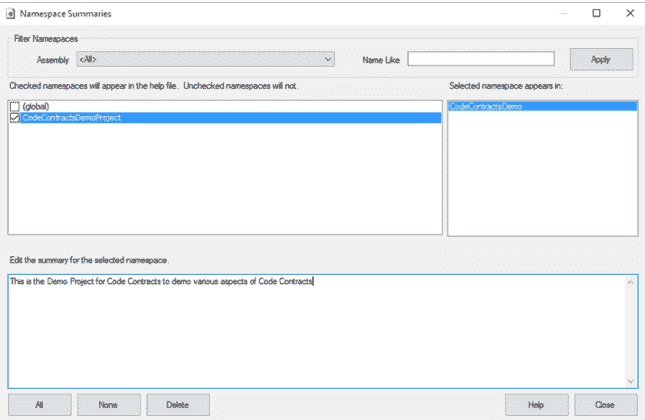 Namespace Summaries
Filter Namespaces
Assembly <All> Name Like Apply
Checked namespaces will appear in the help file. Unchecked namespaces will not. Selected namespace appears in:
(global) CodeContractsDemo
CodeContractsDemoProject
Edit the summary for the selected namespace.
This is the Demo Project for Code Contracts to demo various aspects of Code Contracts
All None Delete Help Close